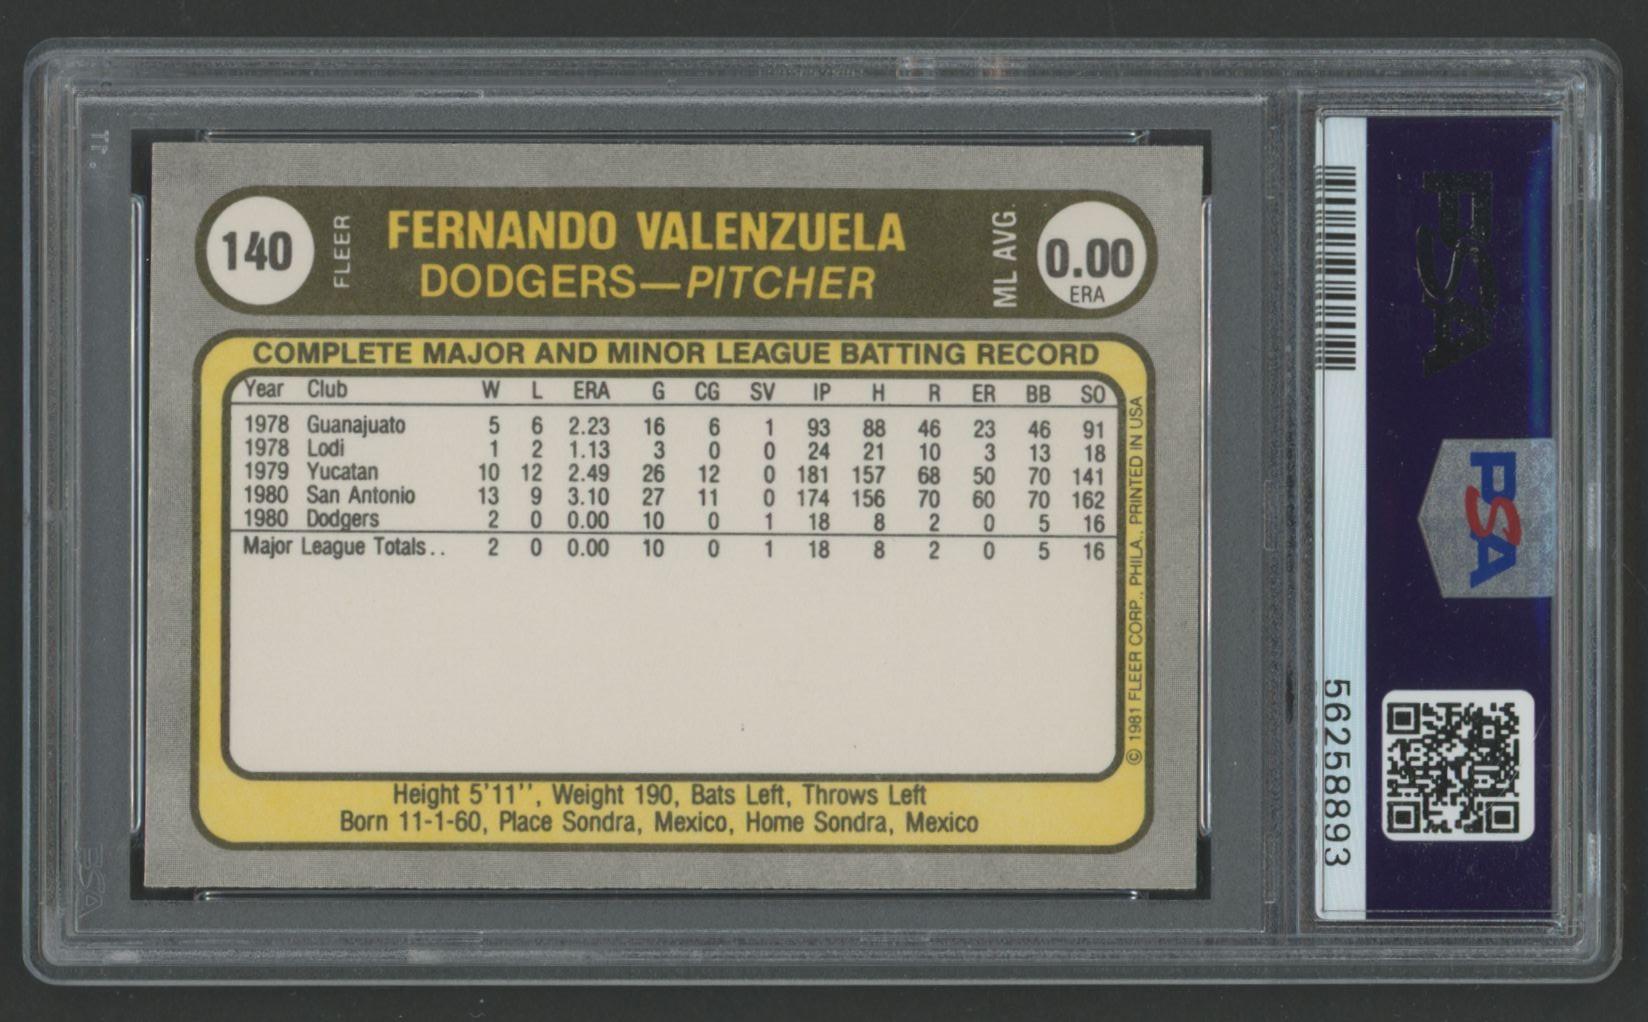 140
FLEER
FERNANDO VALENZUELA
DODGERS—PITCHER
ML AVG.
0.00
ERA
COMPLETE MAJOR AND MINOR LEAGUE BATTING RECORD
Year Club W L ERA G CG SV IP H R ER BB SO
1978 Guanajuato 5 6 2.23 16 6 1 93 88 46 23 46 91
1978 Lodi 1 2 1.13 3 0 0 24 21 10 3 13 18
1979 Yucatan 10 12 2.49 26 12 0 181 157 68 50 70 141
1980 San Antonio 13 9 3.10 27 11 0 174 156 70 60 70 162
1980 Dodgers 2 0 0.00 10 0 1 18 8 2 0 5 16
Major League Totals.. 2 0 0.00 10 0 1 18 8 2 0 5 16
Height 5'11'', Weight 190, Bats Left, Throws Left
Born 11-1-60, Place Sondra, Mexico, Home Sondra, Mexico
© 1981 FLEER CORP., PHILA., PRINTED IN USA
PSA
PSA
56258893
PSA